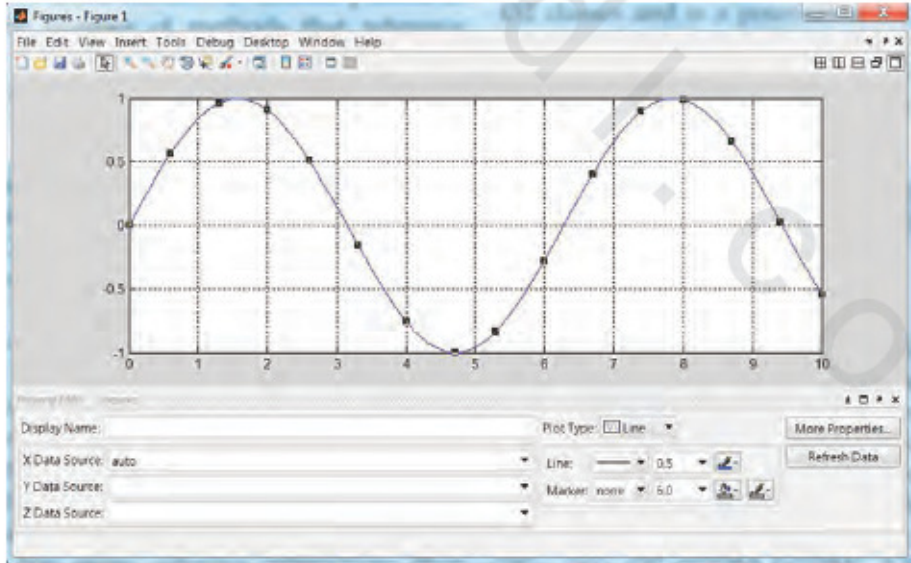 Figures - Figure 1
File Edit View Insert Tools Debug Desktop Window Help
1
0.5
0
-0.5
-1
0 1 2 3 4 5 6 7 8 9 10
Display Name:
Plot Type: Line
More Properties...
X Data Source: auto
Line: 0.5
Refresh Data
Y Data Source:
Marker: none 6.0
Z Data Source: